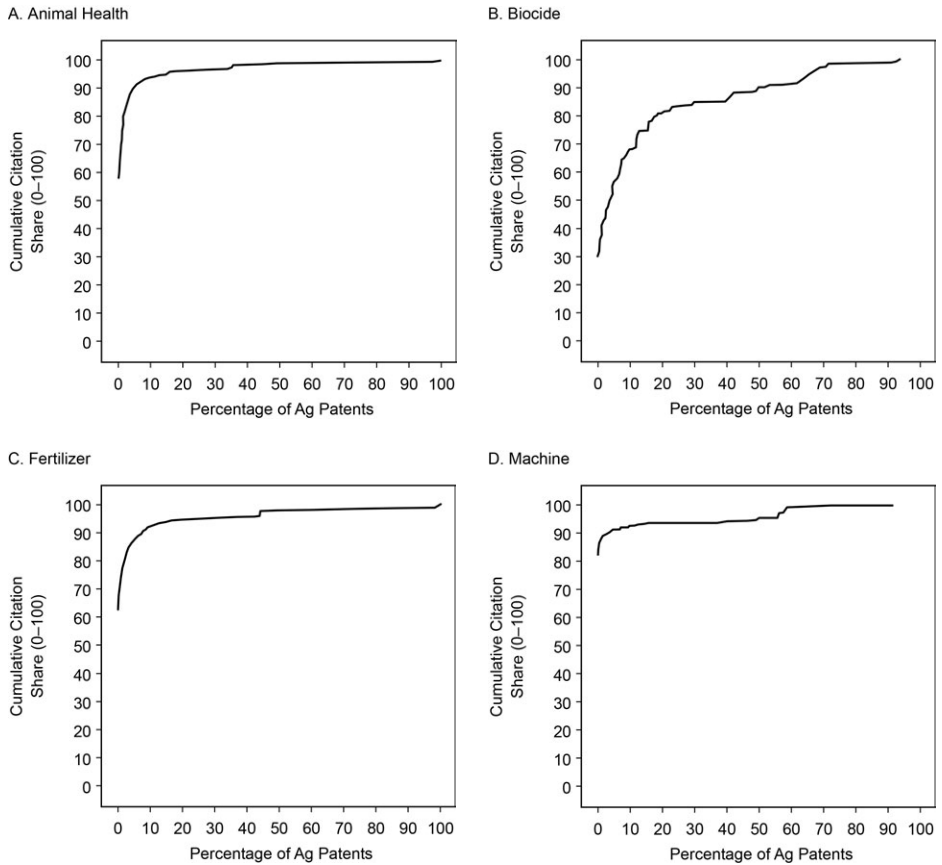 A. Animal Health
100
90
80
70
60
50
40
30
20
10
0
Cumulative Citation
Share (0–100)
0 10 20 30 40 50 60 70 80 90 100
Percentage of Ag Patents
B. Biocide
100
90
80
70
60
50
40
30
20
10
0
Cumulative Citation
Share (0–100)
0 10 20 30 40 50 60 70 80 90 100
Percentage of Ag Patents
C. Fertilizer
100
90
80
70
60
50
40
30
20
10
0
Cumulative Citation
Share (0–100)
0 10 20 30 40 50 60 70 80 90 100
Percentage of Ag Patents
D. Machine
100
90
80
70
60
50
40
30
20
10
0
Cumulative Citation
Share (0–100)
0 10 20 30 40 50 60 70 80 90 100
Percentage of Ag Patents